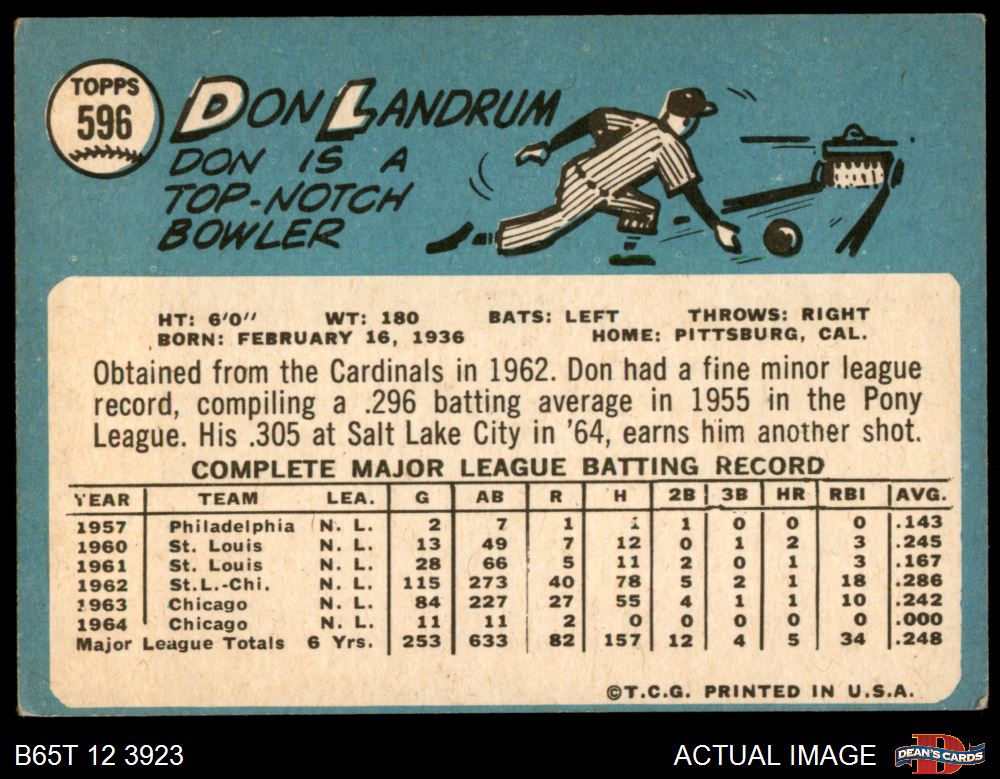 TOPPS
596
DON LANDRUM
DON IS A
TOP-NOTCH
BOWLER
HT: 6'0" WT: 180 BATS: LEFT THROWS: RIGHT
BORN: FEBRUARY 16, 1936 HOME: PITTSBURG, CAL.
Obtained from the Cardinals in 1962. Don had a fine minor league
record, compiling a .296 batting average in 1955 in the Pony
League. His .305 at Salt Lake City in '64, earns him another shot.
COMPLETE MAJOR LEAGUE BATTING RECORD
YEAR TEAM LEA. G AB R H 2B 3B HR RBI AVG.
1957 Philadelphia N. L. 2 7 1 1 1 0 0 0 .143
1960 St. Louis N. L. 13 49 7 12 0 1 2 3 .245
1961 St. Louis N. L. 28 66 5 11 2 0 1 3 .167
1962 St.L.-Chi. N. L. 115 273 40 78 5 2 1 18 .286
1963 Chicago N. L. 84 227 27 55 4 1 1 10 .242
1964 Chicago N. L. 11 11 2 0 0 0 0 0 .000
Major League Totals 6 Yrs. 253 633 82 157 12 4 5 34 .248
©T.C.G. PRINTED IN U.S.A.
B65T 12 3923 ACTUAL IMAGE DEAN'S CARDS